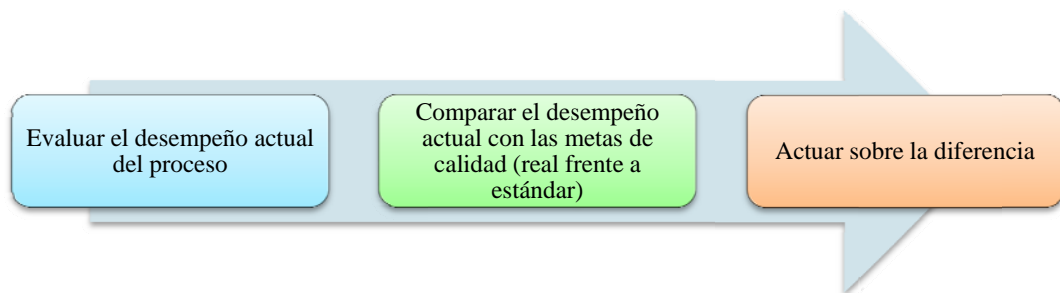 Evaluar el desempeño actual
del proceso
Comparar el desempeño
actual con las metas de
calidad (real frente a
estándar)
Actuar sobre la diferencia